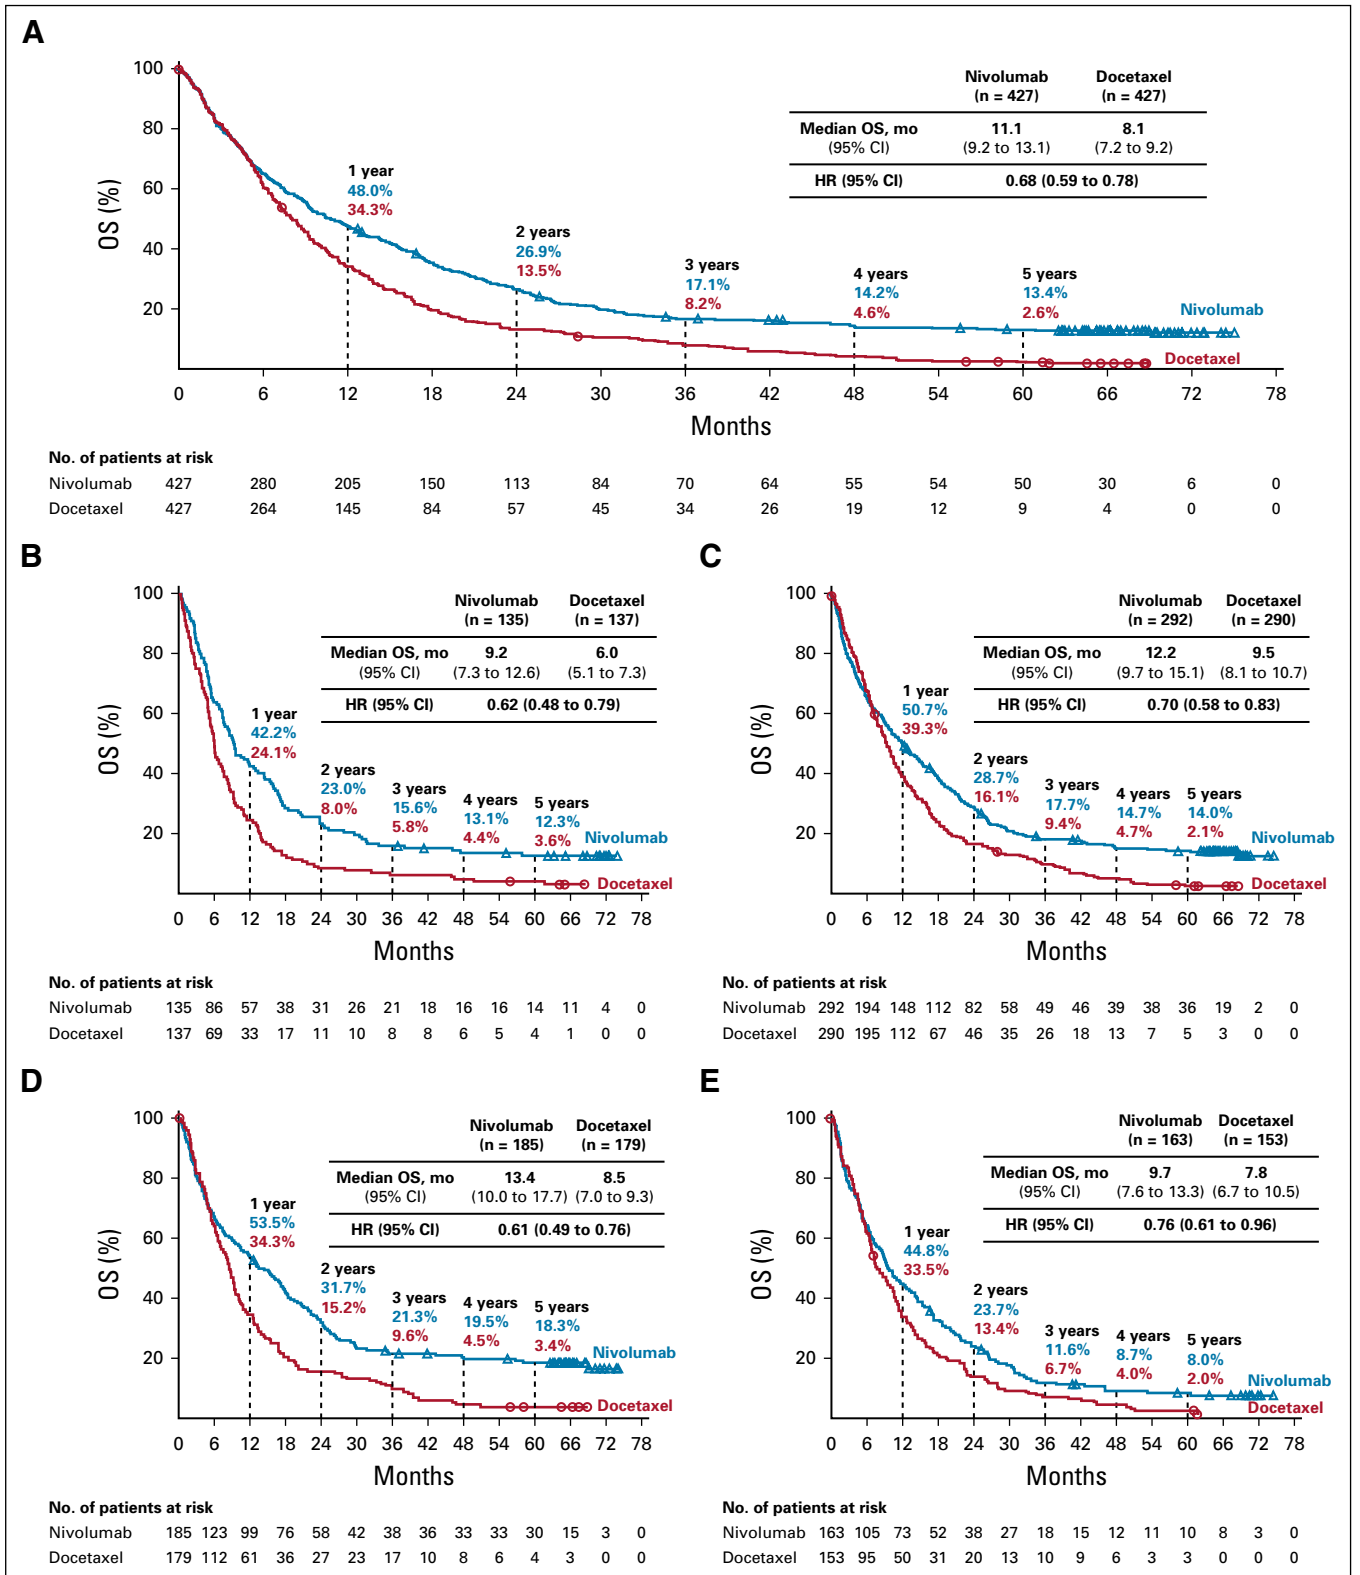 A
OS (%)
100
80
60
40
20
Nivolumab Docetaxel
(n = 427) (n = 427)
Median OS, mo 11.1 8.1
(95% CI) (9.2 to 13.1) (7.2 to 9.2)
HR (95% CI) 0.68 (0.59 to 0.78)
1 year
48.0%
34.3%
2 years
26.9%
13.5%
3 years
17.1%
8.2%
4 years
14.2%
4.6%
5 years
13.4%
2.6%
Nivolumab
Docetaxel
0 6 12 18 24 30 36 42 48 54 60 66 72 78
Months
No. of patients at risk
Nivolumab 427 280 205 150 113 84 70 64 55 54 50 30 6 0
Docetaxel 427 264 145 84 57 45 34 26 19 12 9 4 0 0
B
OS (%)
100
80
60
40
20
Nivolumab Docetaxel
(n = 135) (n = 137)
Median OS, mo 9.2 6.0
(95% CI) (7.3 to 12.6) (5.1 to 7.3)
HR (95% CI) 0.62 (0.48 to 0.79)
1 year
42.2%
24.1%
2 years
23.0%
8.0%
3 years
15.6%
5.8%
4 years
13.1%
4.4%
5 years
12.3%
3.6%
Nivolumab
Docetaxel
0 6 12 18 24 30 36 42 48 54 60 66 72 78
Months
No. of patients at risk
Nivolumab 135 86 57 38 31 26 21 18 16 16 14 11 4 0
Docetaxel 137 69 33 17 11 10 8 8 6 5 4 1 0 0
C
OS (%)
100
80
60
40
20
Nivolumab Docetaxel
(n = 292) (n = 290)
Median OS, mo 12.2 9.5
(95% CI) (9.7 to 15.1) (8.1 to 10.7)
HR (95% CI) 0.70 (0.58 to 0.83)
1 year
50.7%
39.3%
2 years
28.7%
16.1%
3 years
17.7%
9.4%
4 years
14.7%
4.7%
5 years
14.0%
2.1%
Nivolumab
Docetaxel
0 6 12 18 24 30 36 42 48 54 60 66 72 78
Months
No. of patients at risk
Nivolumab 292 194 148 112 82 58 49 46 39 38 36 19 2 0
Docetaxel 290 195 112 67 46 35 26 18 13 7 5 3 0 0
D
OS (%)
100
80
60
40
20
Nivolumab Docetaxel
(n = 185) (n = 179)
Median OS, mo 13.4 8.5
(95% CI) (10.0 to 17.7) (7.0 to 9.3)
HR (95% CI) 0.61 (0.49 to 0.76)
1 year
53.5%
34.3%
2 years
31.7%
15.2%
3 years
21.3%
9.6%
4 years
19.5%
4.5%
5 years
18.3%
3.4%
Nivolumab
Docetaxel
0 6 12 18 24 30 36 42 48 54 60 66 72 78
Months
No. of patients at risk
Nivolumab 185 123 99 76 58 42 38 36 33 33 30 15 3 0
Docetaxel 179 112 61 36 27 23 17 10 8 6 4 3 0 0
E
OS (%)
100
80
60
40
20
Nivolumab Docetaxel
(n = 163) (n = 153)
Median OS, mo 9.7 7.8
(95% CI) (7.6 to 13.3) (6.7 to 10.5)
HR (95% CI) 0.76 (0.61 to 0.96)
1 year
44.8%
33.5%
2 years
23.7%
13.4%
3 years
11.6%
6.7%
4 years
8.7%
4.0%
5 years
8.0%
2.0%
Nivolumab
Docetaxel
0 6 12 18 24 30 36 42 48 54 60 66 72 78
Months
No. of patients at risk
Nivolumab 163 105 73 52 38 27 18 15 12 11 10 8 3 0
Docetaxel 153 95 50 31 20 13 10 9 6 3 3 0 0 0